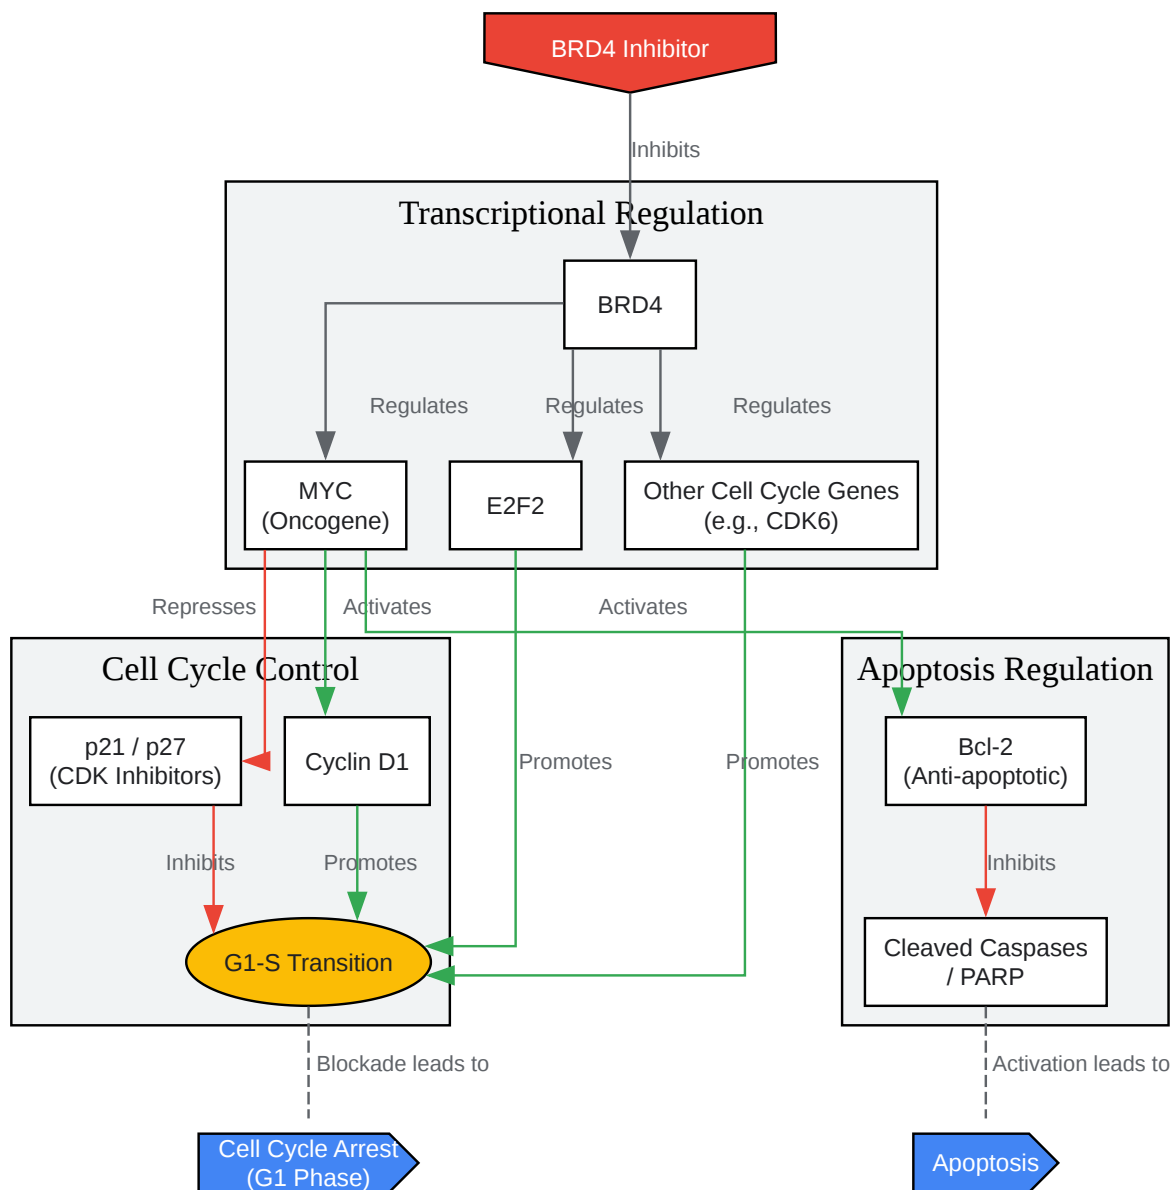 BRD4 Inhibitor
Inhibits
Transcriptional Regulation
BRD4
Regulates
Regulates
Regulates
MYC
(Oncogene)
E2F2
Other Cell Cycle Genes
(e.g., CDK6)
Represses
Activates
Activates
Cell Cycle Control
Apoptosis Regulation
p21 / p27
(CDK Inhibitors)
Cyclin D1
Promotes
Promotes
Bcl-2
(Anti-apoptotic)
Inhibits
Promotes
Inhibits
G1-S Transition
Cleaved Caspases
/ PARP
Blockade leads to
Activation leads to
Cell Cycle Arrest
(G1 Phase)
Apoptosis